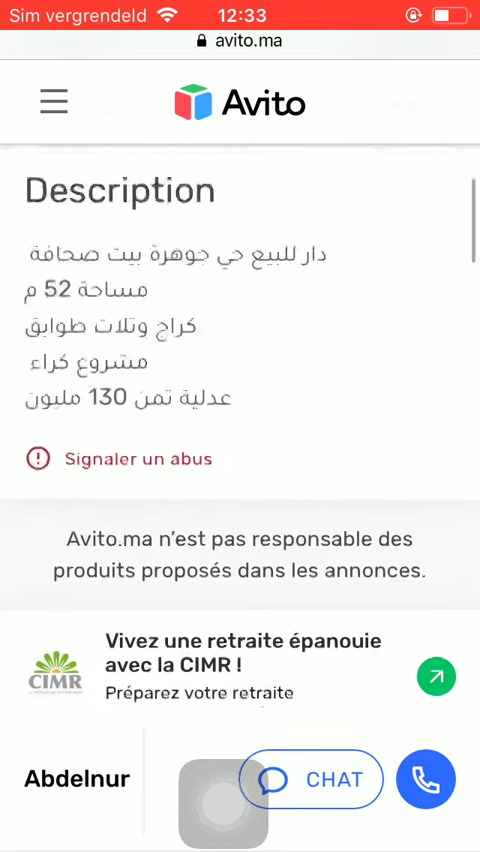 Sim vergrendeld
12:33
avito.ma
Avito
Description
دار للبيع حي جوهرة بيت صحافة
مساحة 52 م
كراج وتلات طوابق
مشروع كراء
عدلية تمن 130 مليون
Signaler un abus
Avito.ma n’est pas responsable des
produits proposés dans les annonces.
Vivez une retraite épanouie
avec la CIMR !
CIMR
Préparez votre retraite
Abdelnur
CHAT